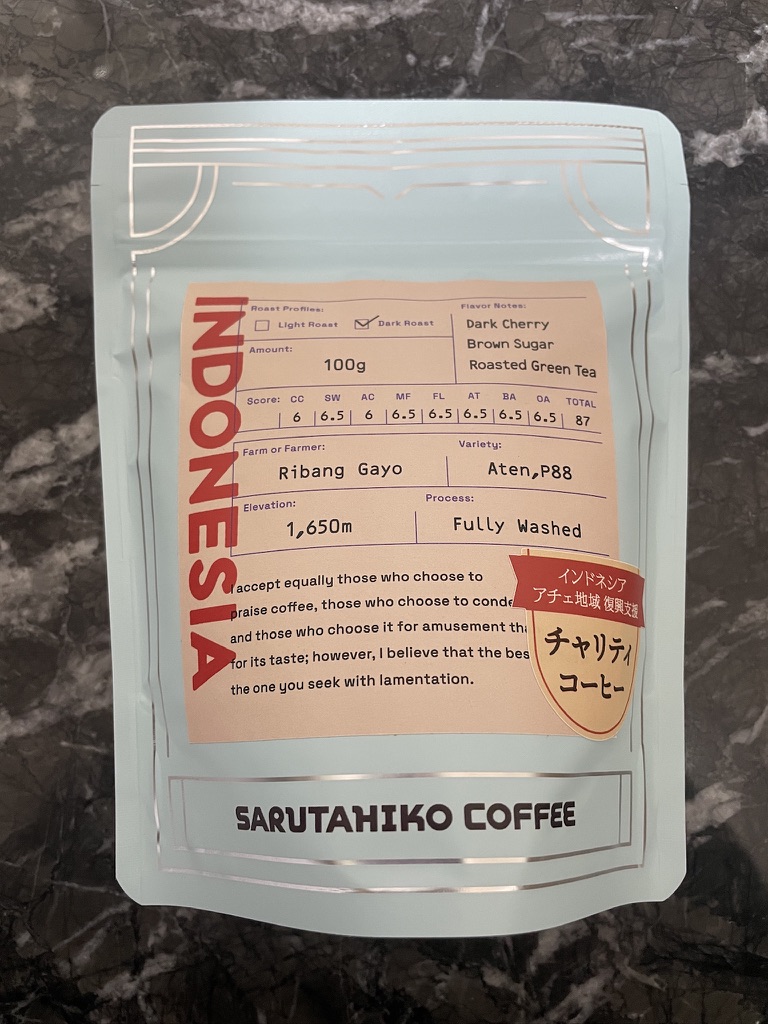 INDONESIA
Roast Profiles:
Light Roast Dark Roast
Flavor Notes:
Dark Cherry
Brown Sugar
Roasted Green Tea
Amount:
100g
Score: CC SW AC MF FL AT BA OA TOTAL
6 6.5 6 6.5 6.5 6.5 6.5 6.5 87
Farm or Farmer:
Ribang Gayo
Variety:
Aten,P88
Elevation:
1,650m
Process:
Fully Washed
I accept equally those who choose to
praise coffee, those who choose to conde
and those who choose it for amusement tha
for its taste; however, I believe that the bes
the one you seek with lamentation.
インドネシア
アチェ地域 復興支援
チャリティ
コーヒー
SARUTAHIKO COFFEE